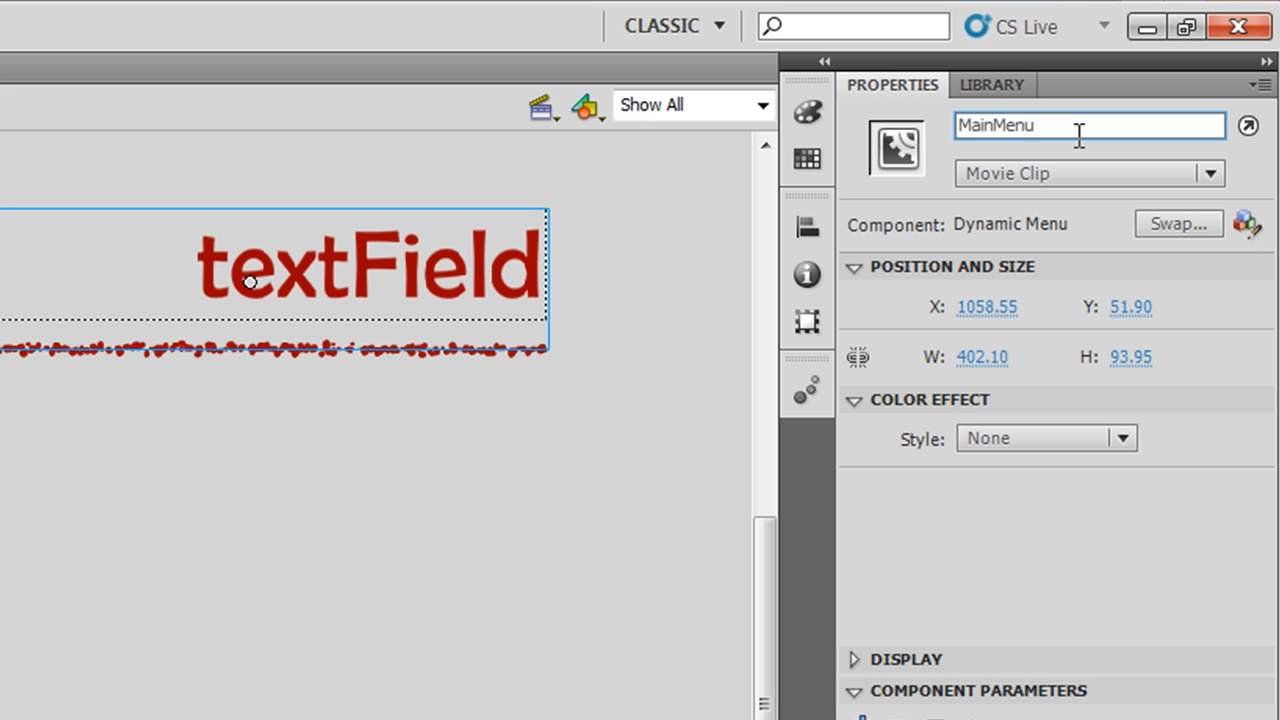 CLASSIC
CS Live
Show All
PROPERTIES
LIBRARY
MainMenu
Movie Clip
Component: Dynamic Menu
Swap...
POSITION AND SIZE
X: 1058.55 Y: 51.90
W: 402.10 H: 93.95
COLOR EFFECT
Style: None
DISPLAY
COMPONENT PARAMETERS
textField